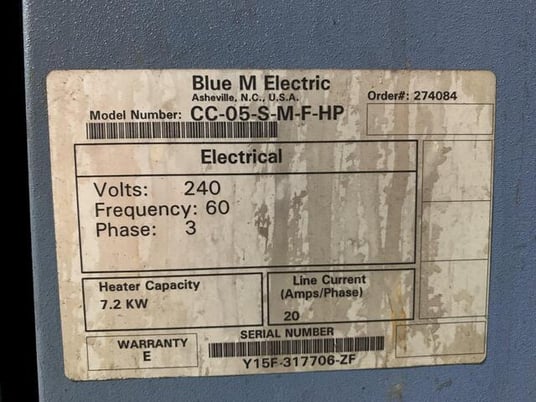 Blue M Electric
Asheville, N.C., U.S.A.
Order#: 274084
Model Number: CC-05-S-M-F-HP
Electrical
Volts: 240
Frequency: 60
Phase: 3
Heater Capacity
7.2 KW
Line Current
(Amps/Phase)
20
WARRANTY
E
SERIAL NUMBER
Y15F-317706-ZF